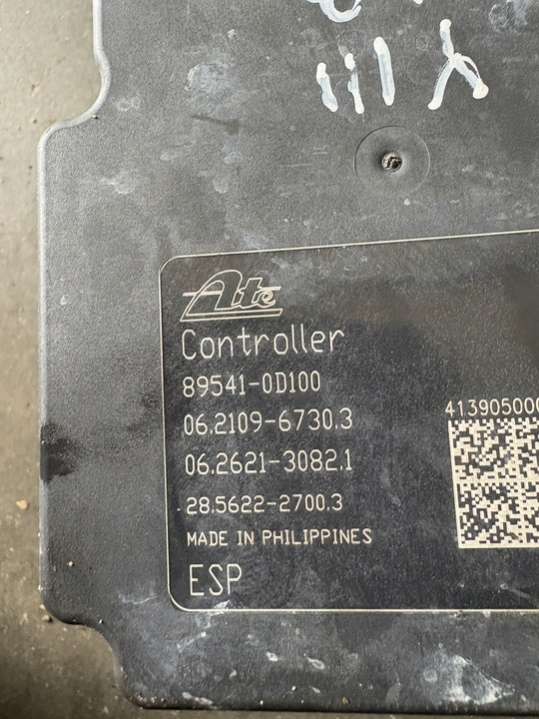 Ate
Controller
89541-0D100
06.2109-6730.3
06.2621-3082.1
28.5622-2700.3
MADE IN PHILIPPINES
ESP